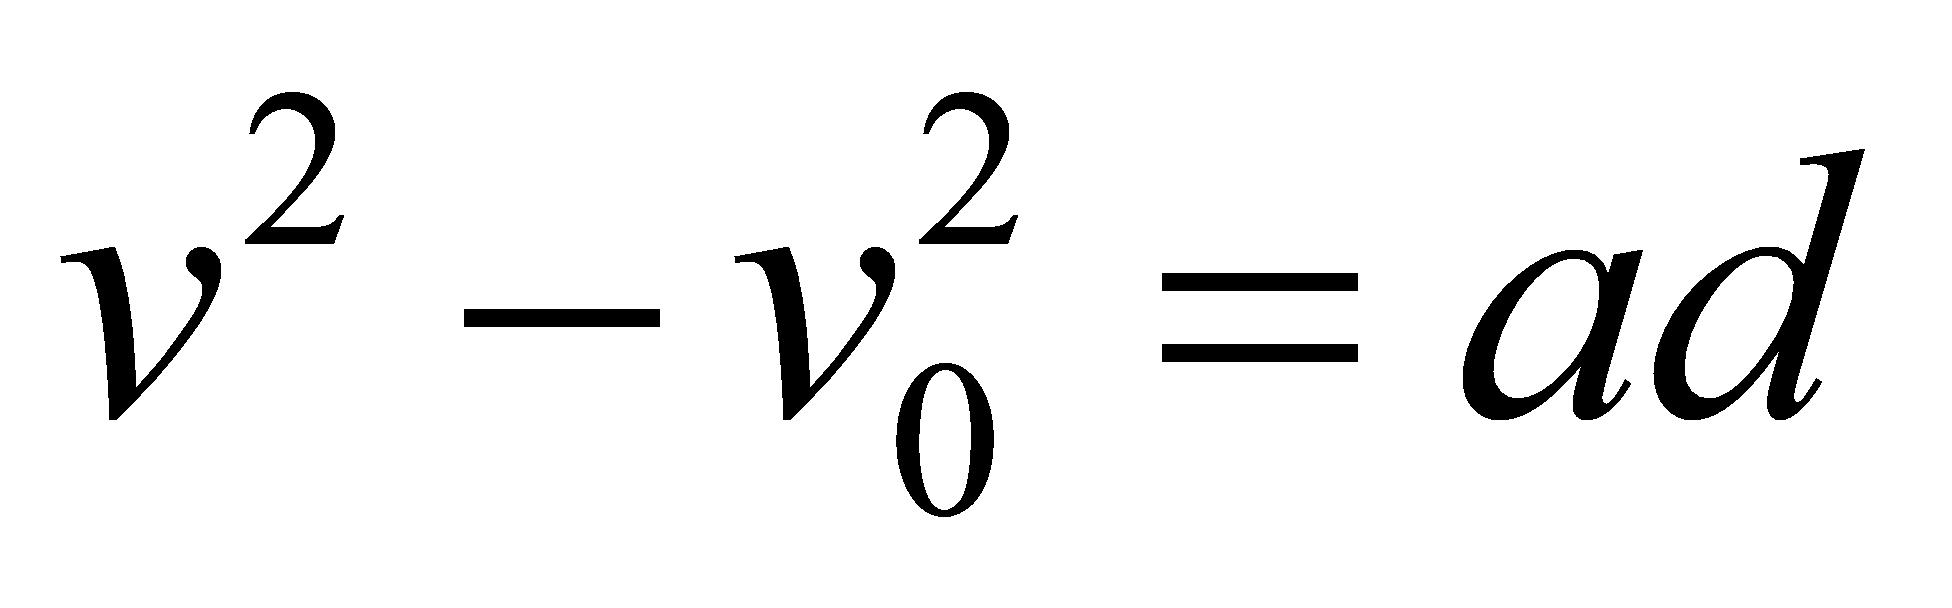 v² − v₀² = ad